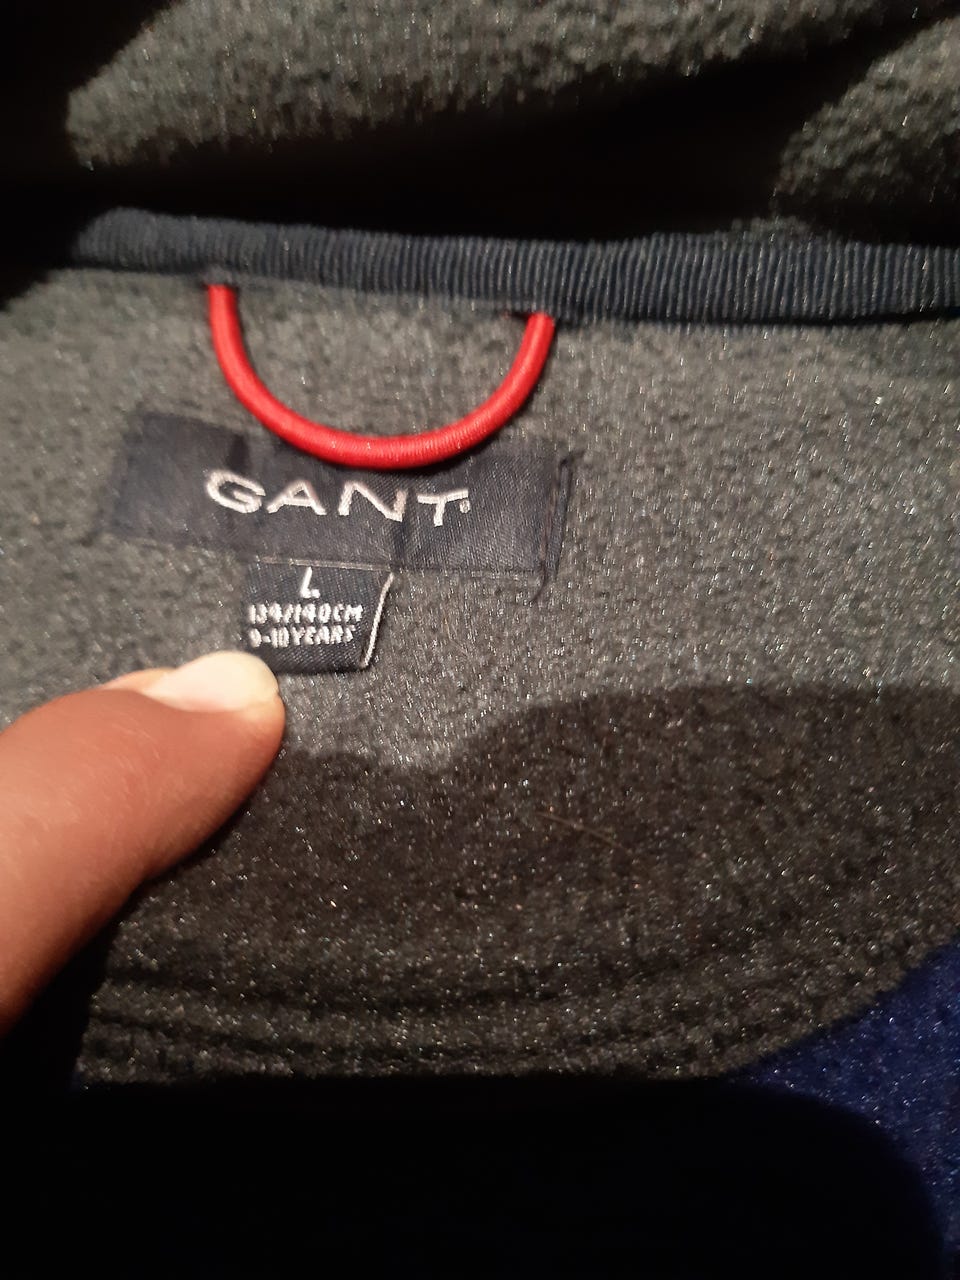 GANT
L
134/140CM
9-10 YEARS